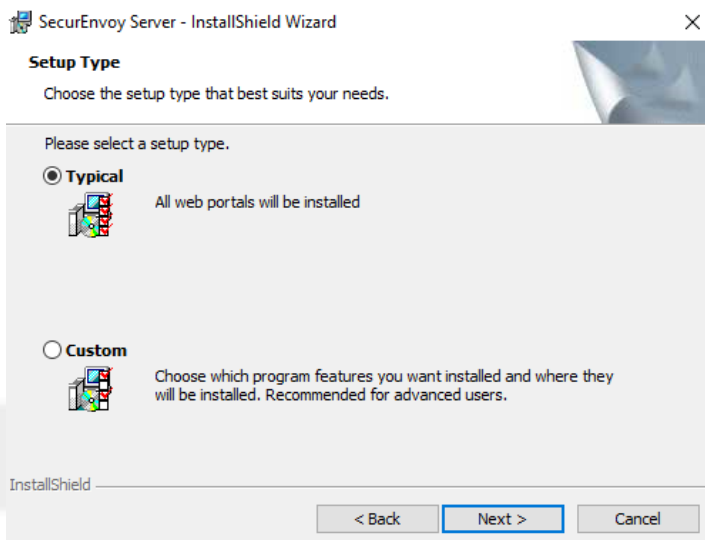 SecurEnvoy Server - InstallShield Wizard
Setup Type
Choose the setup type that best suits your needs.
Please select a setup type.
Typical
All web portals will be installed
Custom
Choose which program features you want installed and where they
will be installed. Recommended for advanced users.
InstallShield
< Back Next > Cancel